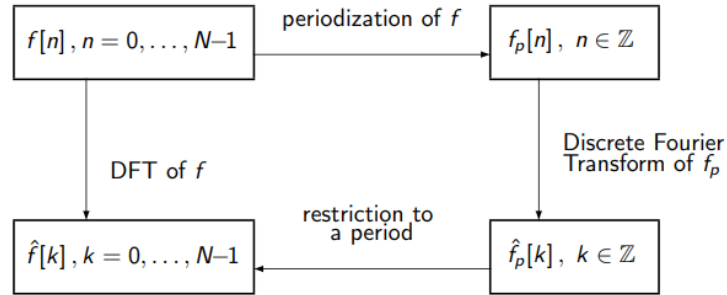 periodization of f
f[n] , n = 0, . . . , N–1
f_p[n] , n ∈ ℤ
DFT of f
Discrete Fourier
Transform of f_p
restriction to
a period
f̂[k] , k = 0, . . . , N–1
f̂_p[k] , k ∈ ℤ